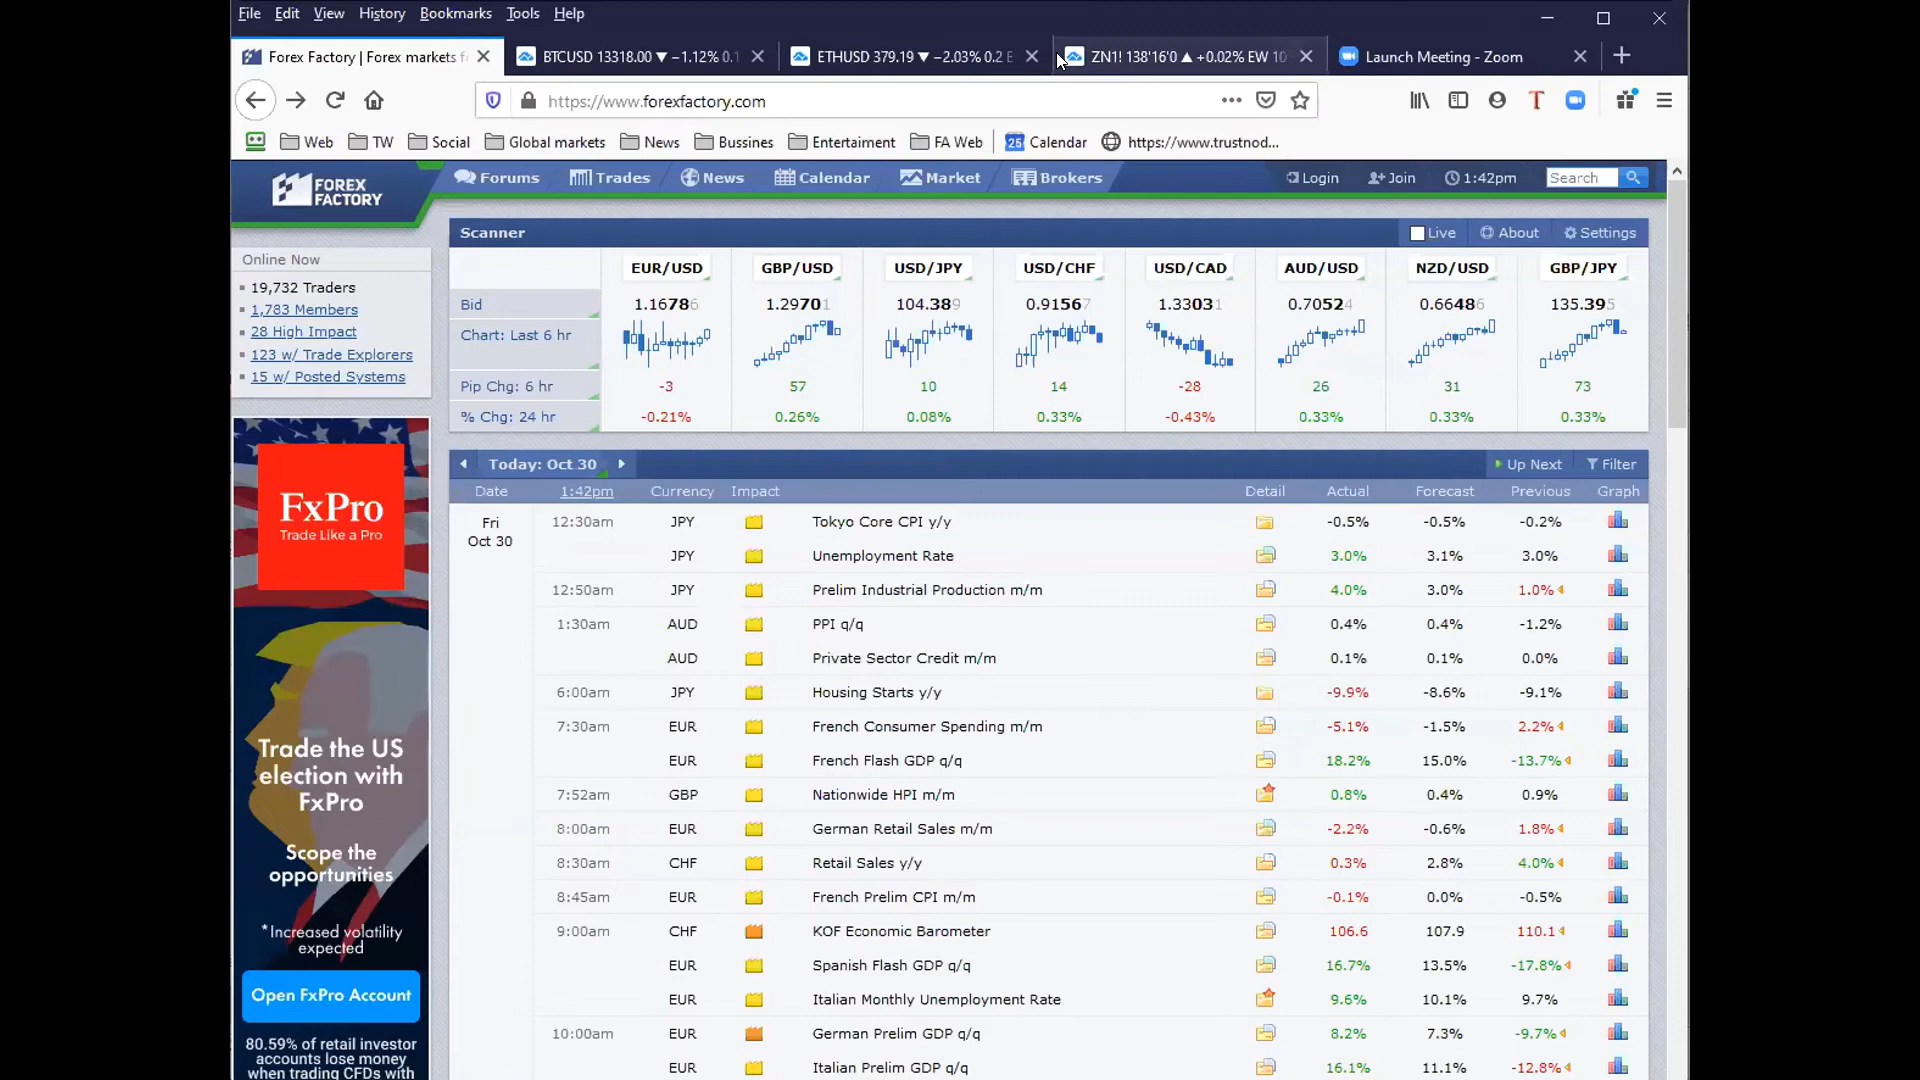 File Edit View History Bookmarks Tools Help
Forex Factory | Forex markets f
BTCUSD 13318.00 ▼ −1.12% 0.1
ETHUSD 379.19 ▼ −2.03% 0.2 E
ZN1! 138'16'0 ▲ +0.02% EW 10
Launch Meeting - Zoom
https://www.forexfactory.com
Web TW Social Global markets News Bussines Entertaiment FA Web 25 Calendar https://www.trustnod...
FOREX FACTORY
Forums Trades News Calendar Market Brokers Login Join 1:42pm Search
Scanner Live About Settings
Online Now
19,732 Traders
1,783 Members
28 High Impact
123 w/ Trade Explorers
15 w/ Posted Systems
EUR/USD GBP/USD USD/JPY USD/CHF USD/CAD AUD/USD NZD/USD GBP/JPY
Bid 1.16786 1.29701 104.389 0.91567 1.33031 0.70524 0.66486 135.395
Chart: Last 6 hr
Pip Chg: 6 hr -3 57 10 14 -28 26 31 73
% Chg: 24 hr -0.21% 0.26% 0.08% 0.33% -0.43% 0.33% 0.33% 0.33%
Today: Oct 30 Up Next Filter
Date 1:42pm Currency Impact Detail Actual Forecast Previous Graph
Fri
Oct 30
12:30am JPY Tokyo Core CPI y/y -0.5% -0.5% -0.2%
JPY Unemployment Rate 3.0% 3.1% 3.0%
12:50am JPY Prelim Industrial Production m/m 4.0% 3.0% 1.0%
1:30am AUD PPI q/q 0.4% 0.4% -1.2%
AUD Private Sector Credit m/m 0.1% 0.1% 0.0%
6:00am JPY Housing Starts y/y -9.9% -8.6% -9.1%
7:30am EUR French Consumer Spending m/m -5.1% -1.5% 2.2%
EUR French Flash GDP q/q 18.2% 15.0% -13.7%
7:52am GBP Nationwide HPI m/m 0.8% 0.4% 0.9%
8:00am EUR German Retail Sales m/m -2.2% -0.6% 1.8%
8:30am CHF Retail Sales y/y 0.3% 2.8% 4.0%
8:45am EUR French Prelim CPI m/m -0.1% 0.0% -0.5%
9:00am CHF KOF Economic Barometer 106.6 107.9 110.1
EUR Spanish Flash GDP q/q 16.7% 13.5% -17.8%
EUR Italian Monthly Unemployment Rate 9.6% 10.1% 9.7%
10:00am EUR German Prelim GDP q/q 8.2% 7.3% -9.7%
EUR Italian Prelim GDP q/q 16.1% 11.1% -12.8%
FxPro
Trade Like a Pro
Trade the US
election with
FxPro
Scope the
opportunities
*Increased volatility
expected
Open FxPro Account
80.59% of retail investor
accounts lose money
when trading CFDs with